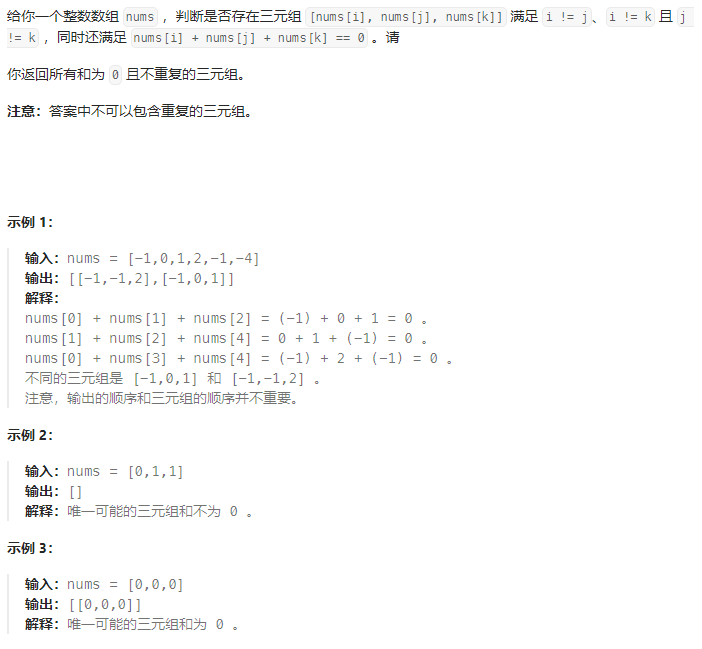 给你一个整数数组 nums ，判断是否存在三元组 [nums[i], nums[j], nums[k]] 满足 i != j、i != k 且 j
!= k ，同时还满足 nums[i] + nums[j] + nums[k] == 0 。请
你返回所有和为 0 且不重复的三元组。
注意：答案中不可以包含重复的三元组。
示例 1：
输入：nums = [-1,0,1,2,-1,-4]
输出：[[-1,-1,2],[-1,0,1]]
解释：
nums[0] + nums[1] + nums[2] = (-1) + 0 + 1 = 0 。
nums[1] + nums[2] + nums[4] = 0 + 1 + (-1) = 0 。
nums[0] + nums[3] + nums[4] = (-1) + 2 + (-1) = 0 。
不同的三元组是 [-1,0,1] 和 [-1,-1,2] 。
注意，输出的顺序和三元组的顺序并不重要。
示例 2：
输入：nums = [0,1,1]
输出：[]
解释：唯一可能的三元组和不为 0 。
示例 3：
输入：nums = [0,0,0]
输出：[[0,0,0]]
解释：唯一可能的三元组和为 0 。